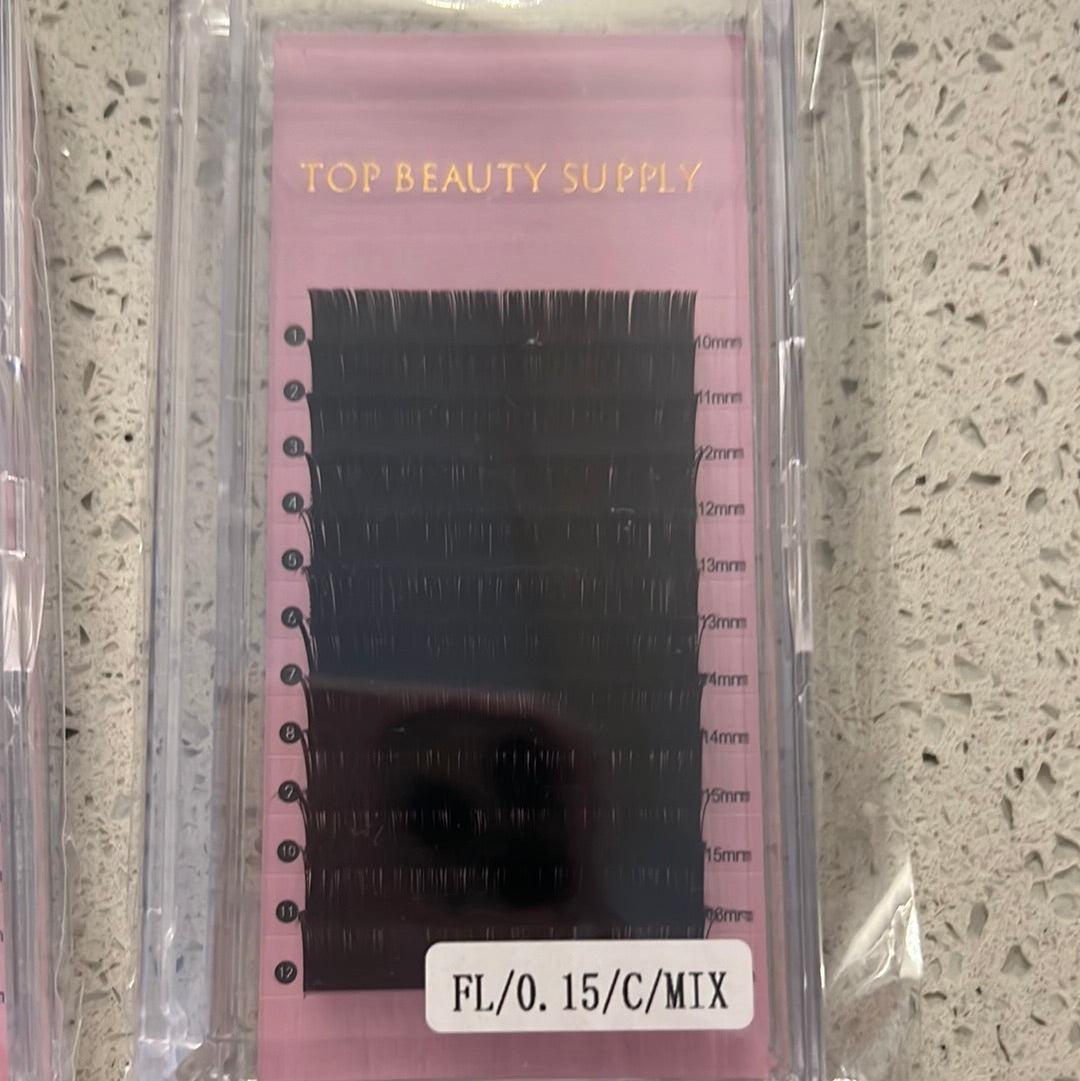 TOP BEAUTY SUPPLY
1 10mm
2 11mm
3 12mm
4 12mm
5 13mm
6 13mm
7 14mm
8 14mm
9 15mm
10 15mm
11
12
FL/0.15/C/MIX